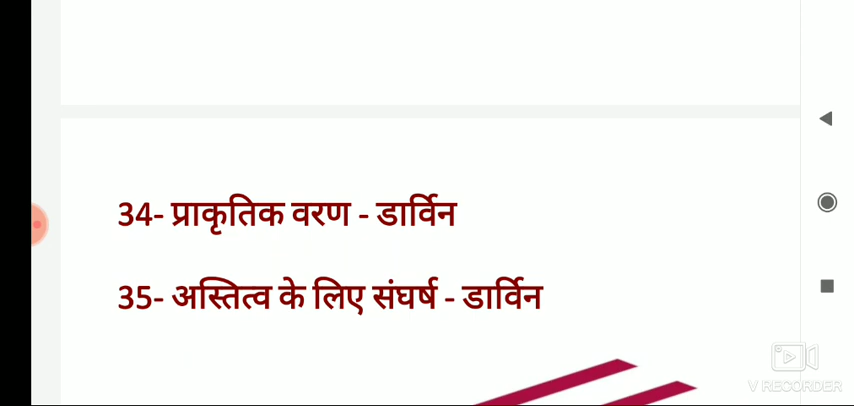 34- प्राकृतिक वरण - डार्विन
35- अस्तित्व के लिए संघर्ष - डार्विन
V RECORDER